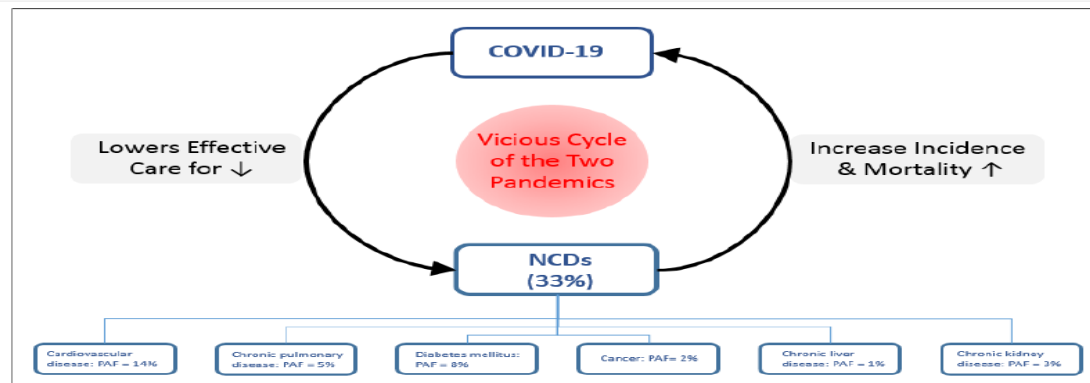 COVID-19
Lowers Effective
Care for ↓
Vicious Cycle
of the Two
Pandemics
Increase Incidence
& Mortality ↑
NCDs
(33%)
Cardiovascular
disease: PAF = 14%
Chronic pulmonary
disease: PAF = 5%
Diabetes mellitus:
PAF = 8%
Cancer: PAF= 2%
Chronic liver
disease: PAF = 1%
Chronic kidney
disease: PAF = 3%